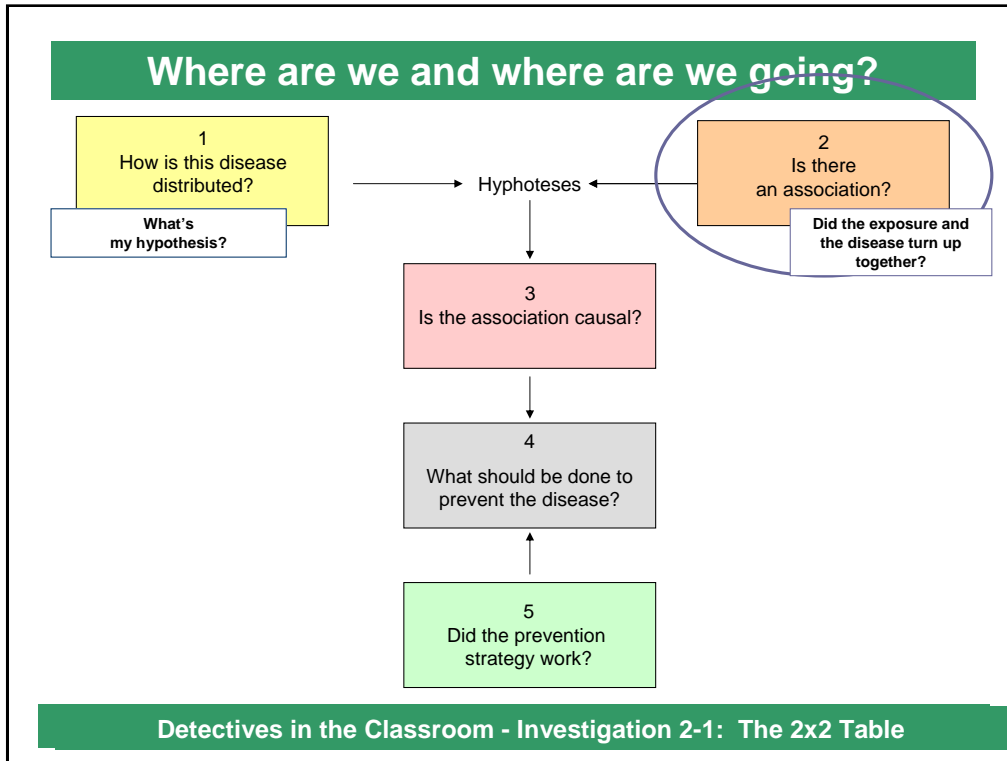 Where are we and where are we going?
1
How is this disease
distributed?
What's
my hypothesis?
Hyphoteses
2
Is there
an association?
Did the exposure and
the disease turn up
together?
3
Is the association causal?
4
What should be done to
prevent the disease?
5
Did the prevention
strategy work?
Detectives in the Classroom - Investigation 2-1: The 2x2 Table